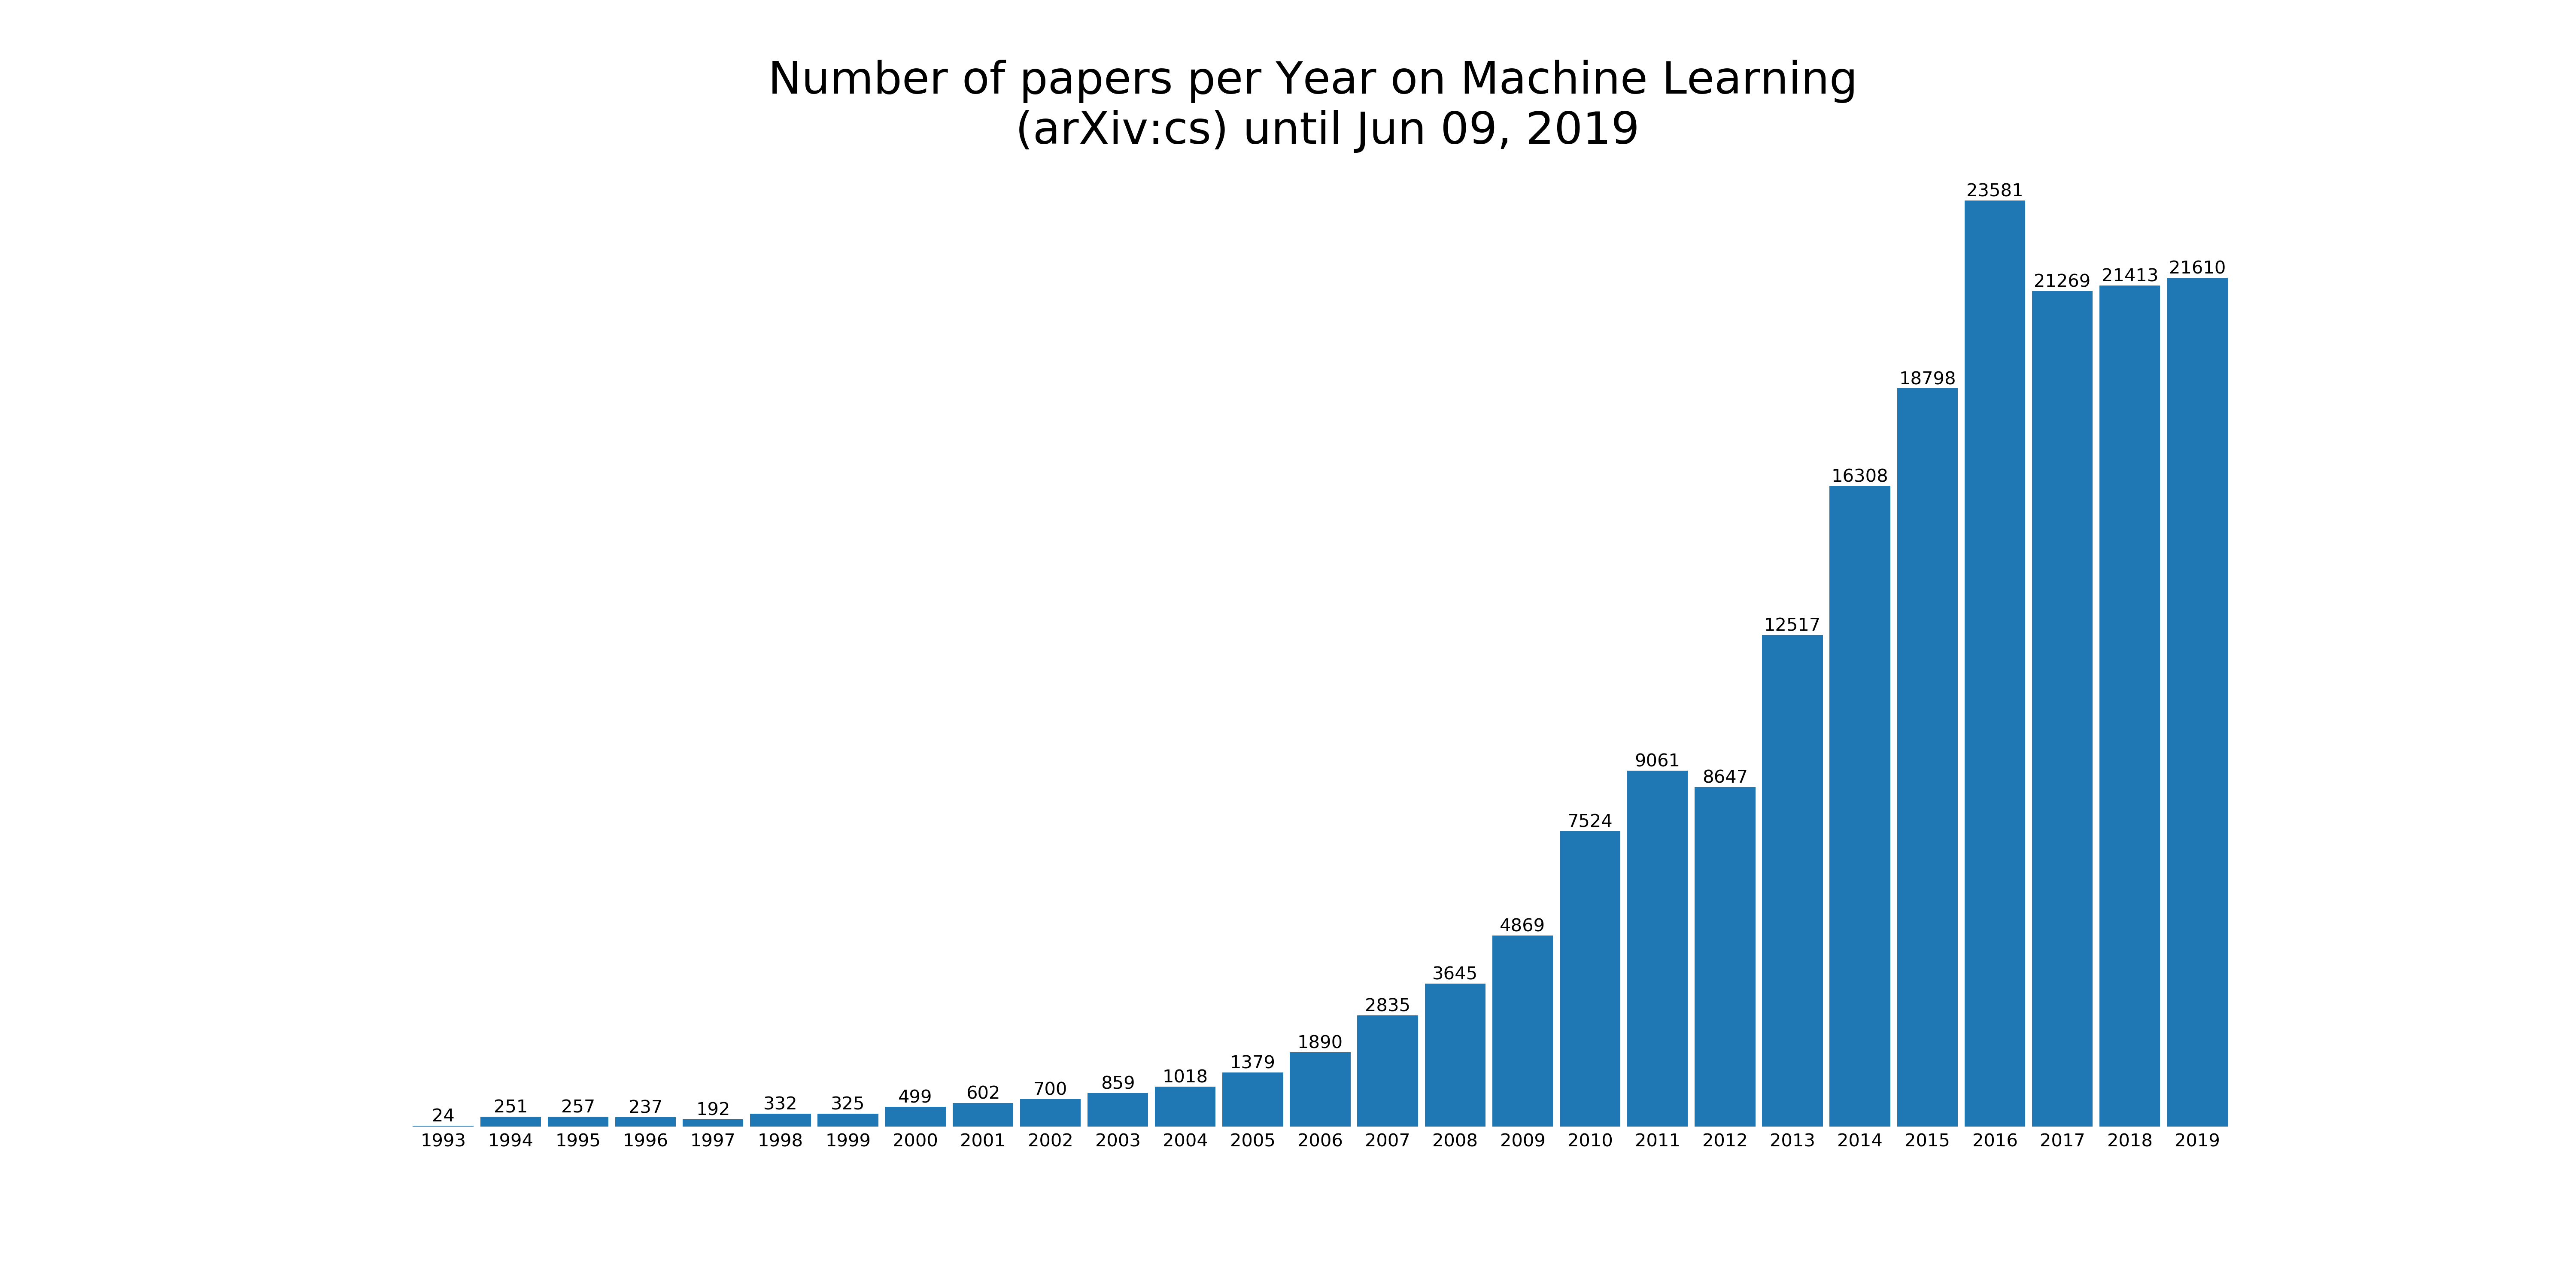 Number of papers per Year on Machine Learning
(arXiv:cs) until Jun 09, 2019
24 251 257 237 192 332 325 499 602 700 859 1018 1379 1890 2835 3645 4869 7524 9061 8647 12517 16308 18798 23581 21269 21413 21610
1993 1994 1995 1996 1997 1998 1999 2000 2001 2002 2003 2004 2005 2006 2007 2008 2009 2010 2011 2012 2013 2014 2015 2016 2017 2018 2019